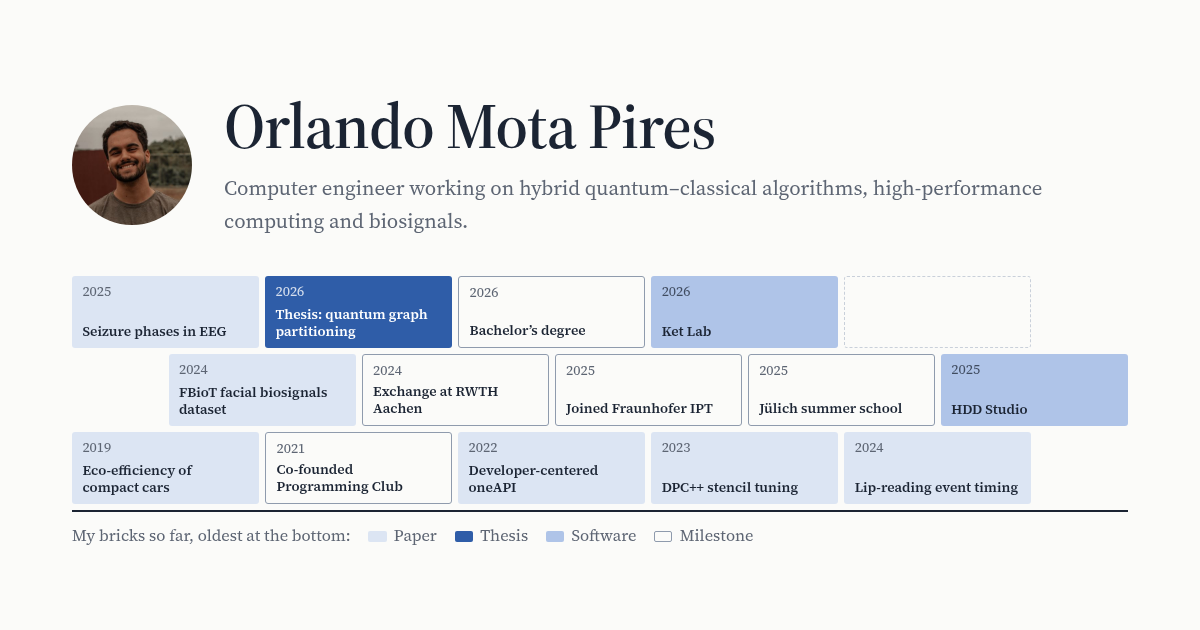 Orlando Mota Pires
Computer engineer working on hybrid quantum–classical algorithms, high-performance
computing and biosignals.
2025
Seizure phases in EEG
2026
Thesis: quantum graph
partitioning
2026
Bachelor’s degree
2026
Ket Lab
2024
FBioT facial biosignals
dataset
2024
Exchange at RWTH
Aachen
2025
Joined Fraunhofer IPT
2025
Jülich summer school
2025
HDD Studio
2019
Eco-efficiency of
compact cars
2021
Co-founded
Programming Club
2022
Developer-centered
oneAPI
2023
DPC++ stencil tuning
2024
Lip-reading event timing
My bricks so far, oldest at the bottom: Paper Thesis Software Milestone